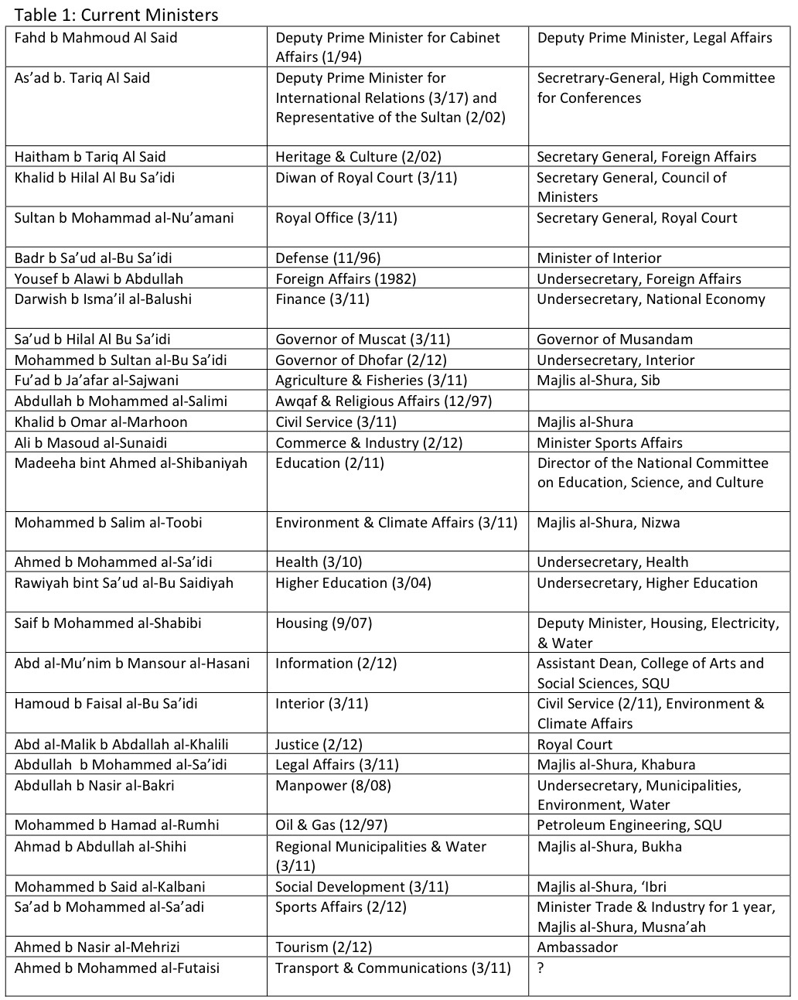 Table 1: Current Ministers
Fahd b Mahmoud Al Said
Deputy Prime Minister for Cabinet
Affairs (1/94)
Deputy Prime Minister, Legal Affairs
As’ad b. Tariq Al Said
Deputy Prime Minister for
International Relations (3/17) and
Representative of the Sultan (2/02)
Secretrary-General, High Committee
for Conferences
Haitham b Tariq Al Said
Heritage & Culture (2/02)
Secretary General, Foreign Affairs
Khalid b Hilal Al Bu Sa’idi
Diwan of Royal Court (3/11)
Secretary General, Council of
Ministers
Sultan b Mohammad al-Nu’amani
Royal Office (3/11)
Secretary General, Royal Court
Badr b Sa’ud al-Bu Sa’idi
Defense (11/96)
Minister of Interior
Yousef b Alawi b Abdullah
Foreign Affairs (1982)
Undersecretary, Foreign Affairs
Darwish b Isma’il al-Balushi
Finance (3/11)
Undersecretary, National Economy
Sa’ud b Hilal Al Bu Sa’idi
Governor of Muscat (3/11)
Governor of Musandam
Mohammed b Sultan al-Bu Sa’idi
Governor of Dhofar (2/12)
Undersecretary, Interior
Fu’ad b Ja’afar al-Sajwani
Agriculture & Fisheries (3/11)
Majlis al-Shura, Sib
Abdullah b Mohammed al-Salimi
Awqaf & Religious Affairs (12/97)
Khalid b Omar al-Marhoon
Civil Service (3/11)
Majlis al-Shura
Ali b Masoud al-Sunaidi
Commerce & Industry (2/12)
Minister Sports Affairs
Madeeha bint Ahmed al-Shibaniyah
Education (2/11)
Director of the National Committee
on Education, Science, and Culture
Mohammed b Salim al-Toobi
Environment & Climate Affairs (3/11)
Majlis al-Shura, Nizwa
Ahmed b Mohammed al-Sa’idi
Health (3/10)
Undersecretary, Health
Rawiyah bint Sa’ud al-Bu Saidiyah
Higher Education (3/04)
Undersecretary, Higher Education
Saif b Mohammed al-Shabibi
Housing (9/07)
Deputy Minister, Housing, Electricity,
& Water
Abd al-Mu’nim b Mansour al-Hasani
Information (2/12)
Assistant Dean, College of Arts and
Social Sciences, SQU
Hamoud b Faisal al-Bu Sa’idi
Interior (3/11)
Civil Service (2/11), Environment &
Climate Affairs
Abd al-Malik b Abdallah al-Khalili
Justice (2/12)
Royal Court
Abdullah  b Mohammed al-Sa’idi
Legal Affairs (3/11)
Majlis al-Shura, Khabura
Abdullah b Nasir al-Bakri
Manpower (8/08)
Undersecretary, Municipalities,
Environment, Water
Mohammed b Hamad al-Rumhi
Oil & Gas (12/97)
Petroleum Engineering, SQU
Ahmad b Abdullah al-Shihi
Regional Municipalities & Water
(3/11)
Majlis al-Shura, Bukha
Mohammed b Said al-Kalbani
Social Development (3/11)
Majlis al-Shura, ‘Ibri
Sa’ad b Mohammed al-Sa’adi
Sports Affairs (2/12)
Minister Trade & Industry for 1 year,
Majlis al-Shura, Musna’ah
Ahmed b Nasir al-Mehrizi
Tourism (2/12)
Ambassador
Ahmed b Mohammed al-Futaisi
Transport & Communications (3/11)
?